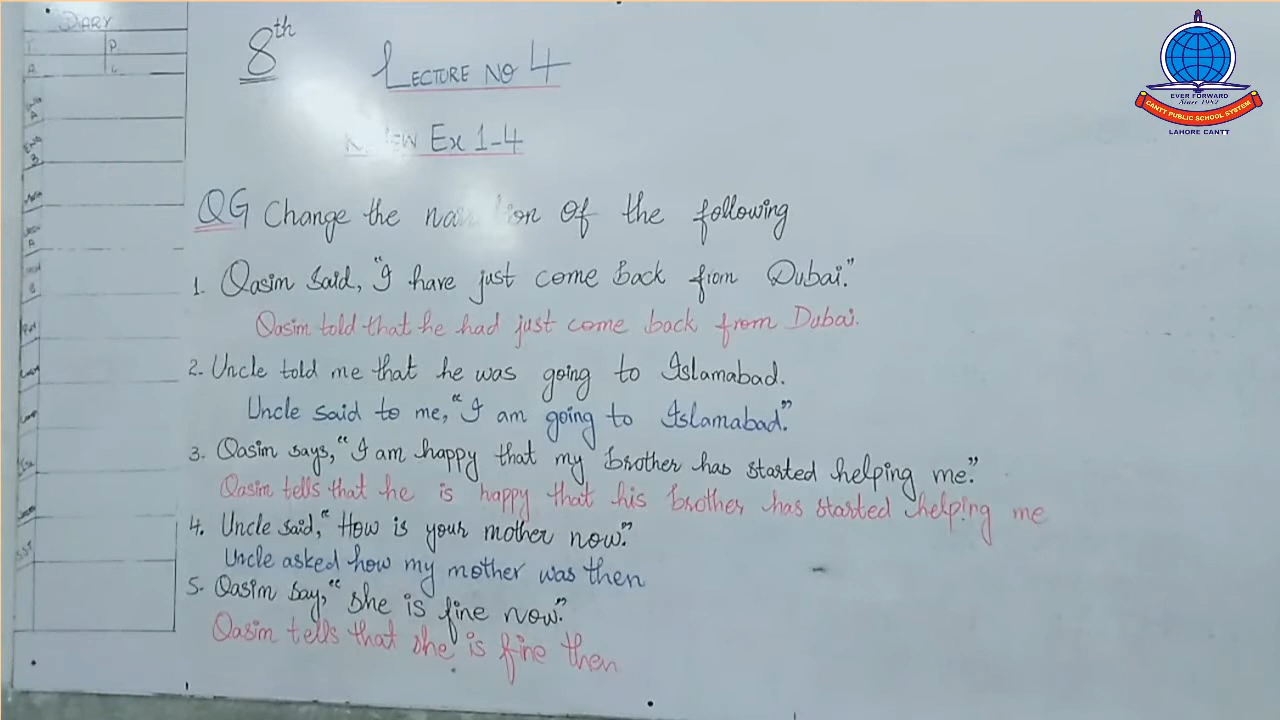 DIARY
P.
8th
LECTURE NO 4
Ex 1-4
QG Change the narration of the following
1. Qasim said, "I have just come back from Dubai."
Qasim told that he had just come back from Dubai.
2. Uncle told me that he was going to Islamabad.
Uncle said to me, "I am going to Islamabad."
3. Qasim says, "I am happy that my brother has started helping me."
Qasim tells that he is happy that his brother has started helping me
4. Uncle said, "How is your mother now."
Uncle asked how my mother was then
5. Qasim say, "She is fine now."
Qasim tells that she is fine then
EVER FORWARD
Since 1982
CANTT PUBLIC SCHOOL SYSTEM
LAHORE CANTT